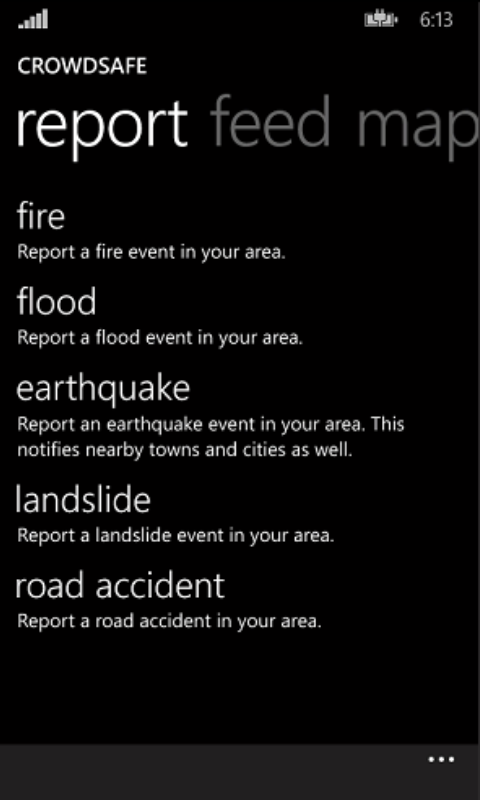 6:13
CROWDSAFE
report feed map
fire
Report a fire event in your area.
flood
Report a flood event in your area.
earthquake
Report an earthquake event in your area. This
notifies nearby towns and cities as well.
landslide
Report a landslide event in your area.
road accident
Report a road accident in your area.